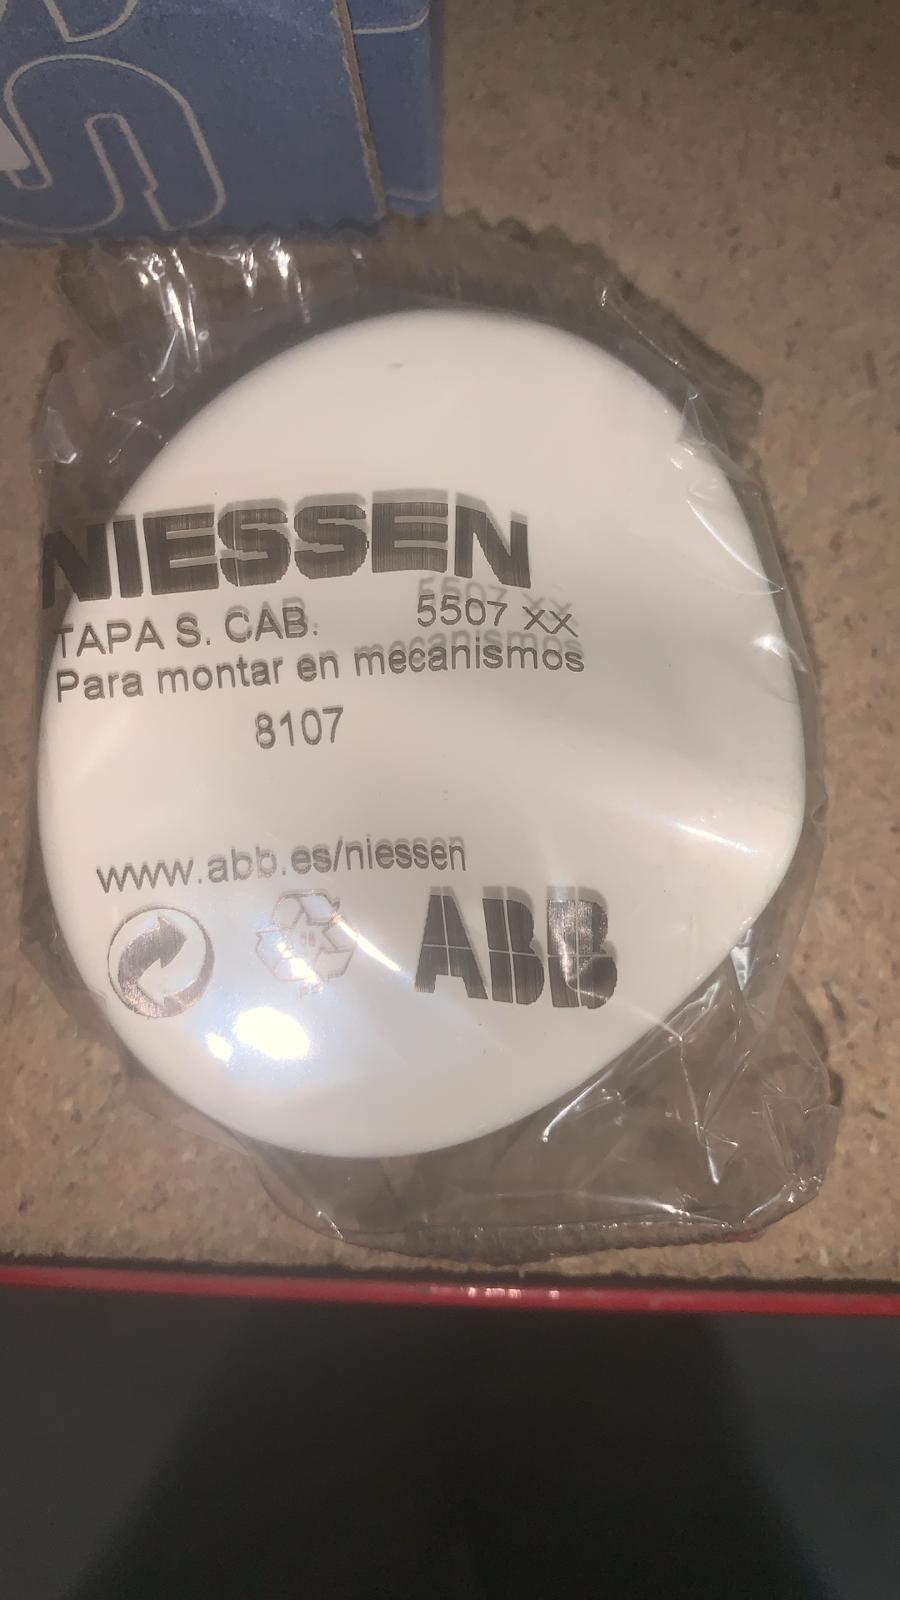 S
NIESSEN
TAPA S. CAB. 5507 xx
Para montar en mecanismos
8107
www.abb.es/niessen
ABB